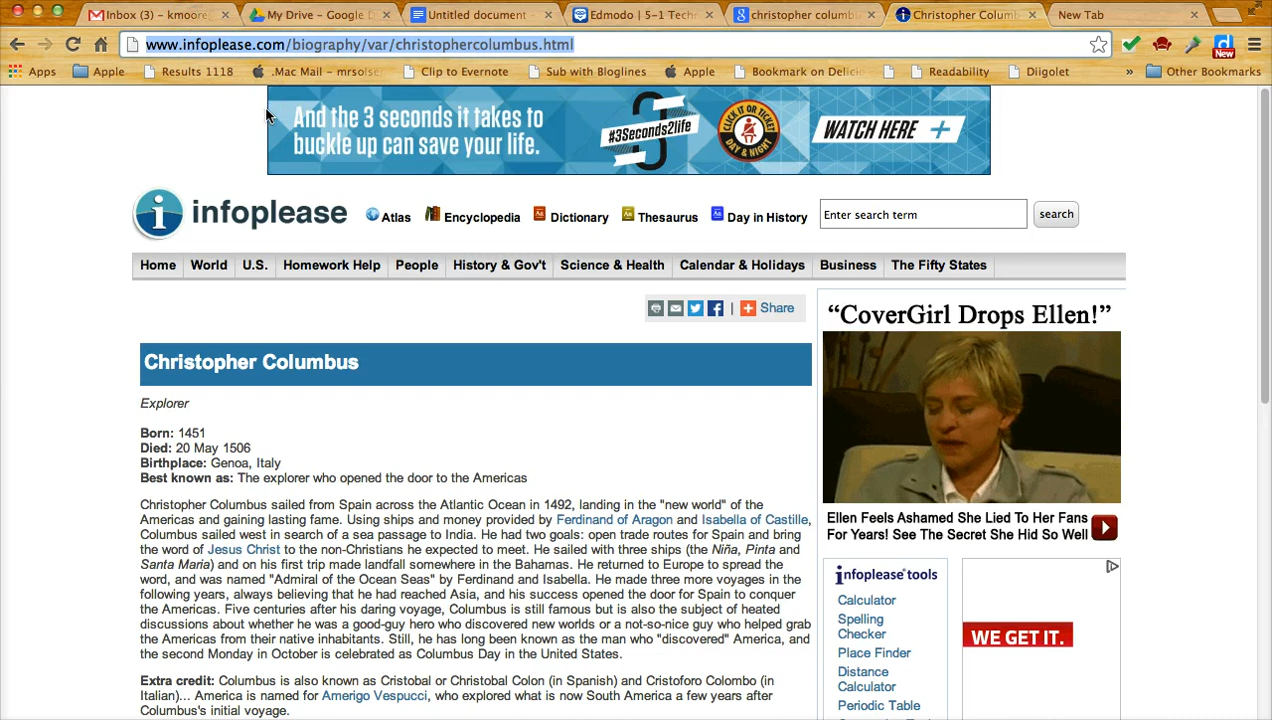 Inbox (3) - kmoore
My Drive - Google D
Untitled document -
Edmodo | 5-1 Tech
christopher columbu
Christopher Columb
New Tab
www.infoplease.com/biography/var/christophercolumbus.html
New
Apps
Apple
Results 1118
.Mac Mail - mrsolse
Clip to Evernote
Sub with Bloglines
Apple
Bookmark on Delicio
Readability
Diigolet
»
Other Bookmarks
And the 3 seconds it takes to
buckle up can save your life.
#3Seconds2life
CLICK IT OR TICKET
DAY & NIGHT
WATCH HERE +
infoplease
Atlas
Encyclopedia
Dictionary
Thesaurus
Day in History
Enter search term
search
Home
World
U.S.
Homework Help
People
History & Gov't
Science & Health
Calendar & Holidays
Business
The Fifty States
| Share
Christopher Columbus
Explorer
Born: 1451
Died: 20 May 1506
Birthplace: Genoa, Italy
Best known as: The explorer who opened the door to the Americas
Christopher Columbus sailed from Spain across the Atlantic Ocean in 1492, landing in the "new world" of the
Americas and gaining lasting fame. Using ships and money provided by Ferdinand of Aragon and Isabella of Castille,
Columbus sailed west in search of a sea passage to India. He had two goals: open trade routes for Spain and bring
the word of Jesus Christ to the non-Christians he expected to meet. He sailed with three ships (the Niña, Pinta and
Santa Maria) and on his first trip made landfall somewhere in the Bahamas. He returned to Europe to spread the
word, and was named "Admiral of the Ocean Seas" by Ferdinand and Isabella. He made three more voyages in the
following years, always believing that he had reached Asia, and his success opened the door for Spain to conquer
the Americas. Five centuries after his daring voyage, Columbus is still famous but is also the subject of heated
discussions about whether he was a good-guy hero who discovered new worlds or a not-so-nice guy who helped grab
the Americas from their native inhabitants. Still, he has long been known as the man who "discovered" America, and
the second Monday in October is celebrated as Columbus Day in the United States.
Extra credit: Columbus is also known as Cristobal or Christobal Colon (in Spanish) and Cristoforo Colombo (in
Italian)... America is named for Amerigo Vespucci, who explored what is now South America a few years after
Columbus's initial voyage.
“CoverGirl Drops Ellen!”
Ellen Feels Ashamed She Lied To Her Fans
For Years! See The Secret She Hid So Well
infoplease tools
Calculator
Spelling
Checker
Place Finder
Distance
Calculator
Periodic Table
WE GET IT.